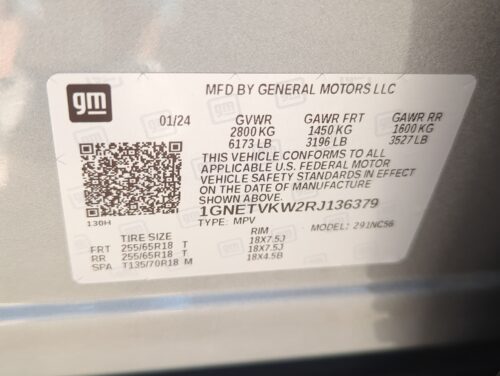 gm
MFD BY GENERAL MOTORS LLC
01/24 GVWR GAWR FRT GAWR RR
2800 KG 1450 KG 1600 KG
6173 LB 3196 LB 3527 LB
THIS VEHICLE CONFORMS TO ALL
APPLICABLE U.S. FEDERAL MOTOR
VEHICLE SAFETY STANDARDS IN EFFECT
ON THE DATE OF MANUFACTURE
SHOWN ABOVE.
1GNETVKW2RJ136379
TYPE: MPV MODEL: 291NC56
136H
TIRE SIZE RIM
FRT 255/65R18 T 18X7.5J
RR 255/65R18 T 18X7.5J
SPA T135/70R18 M 18X4.5B